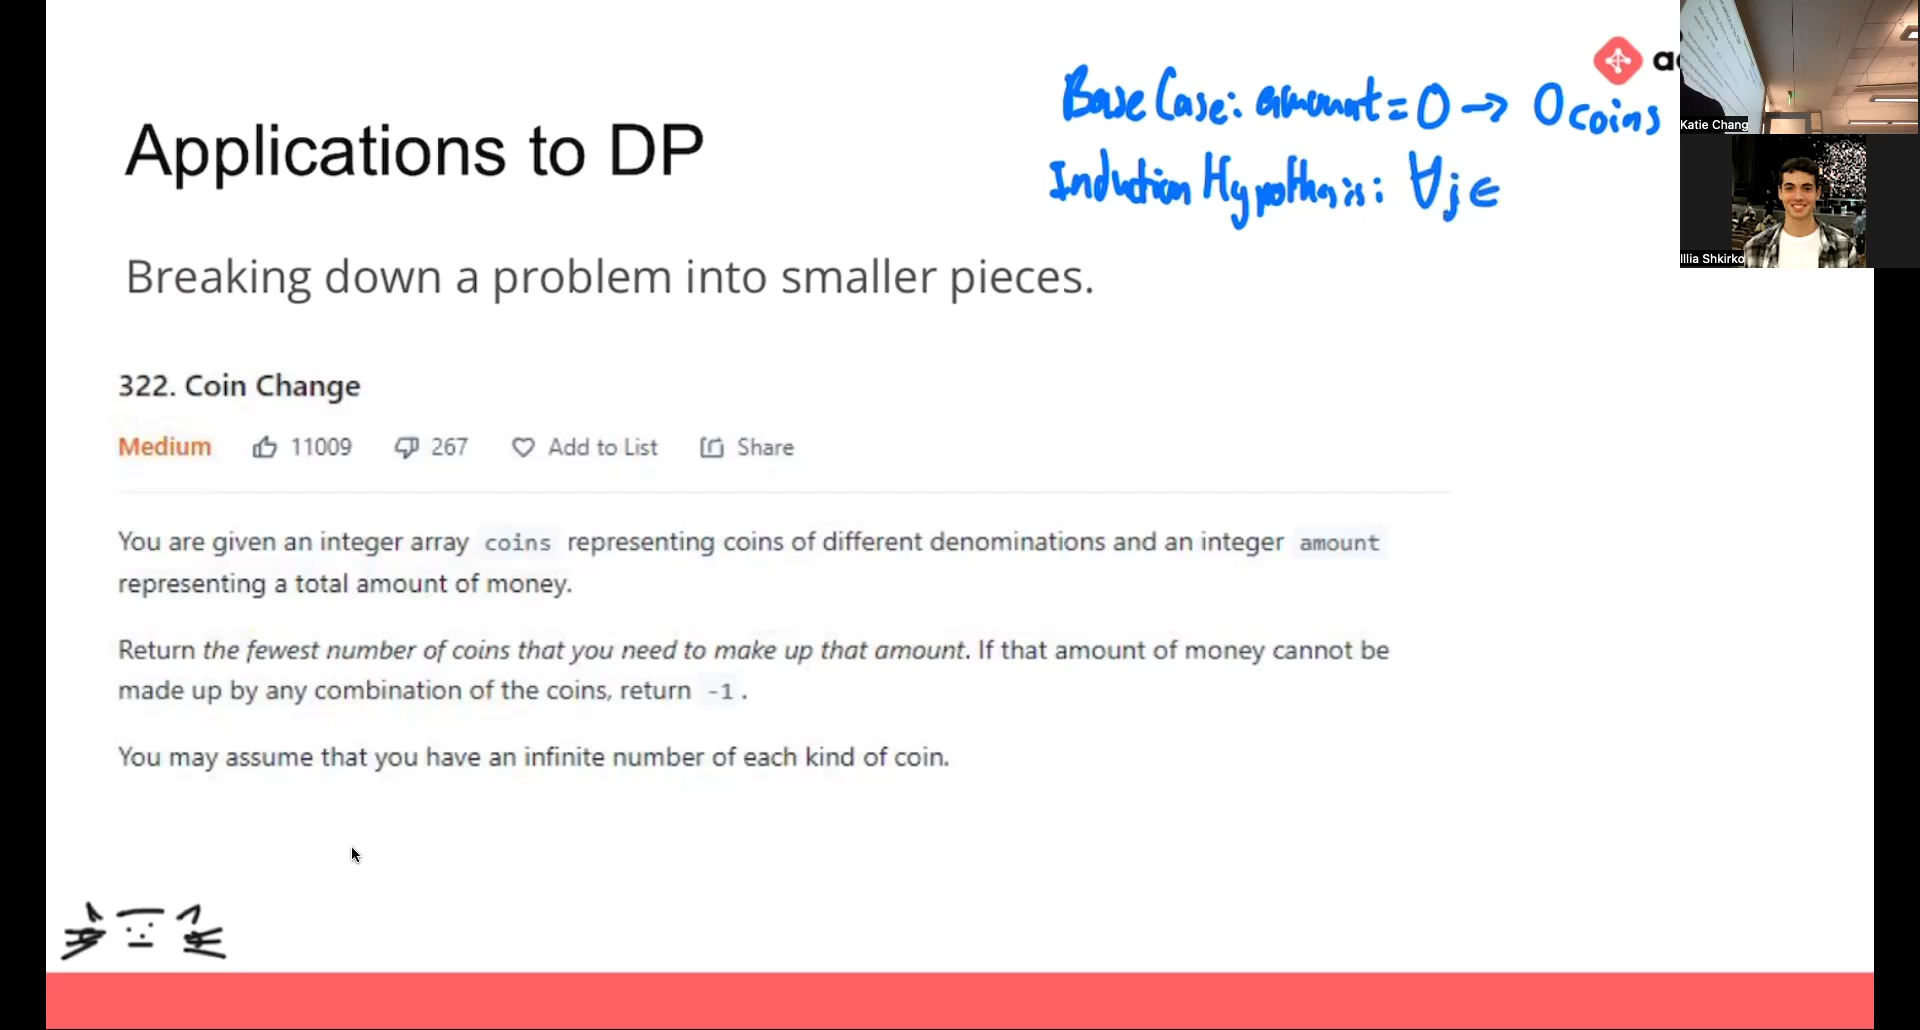 Base Case: amount = 0 → 0 coins
Induction Hypothesis: ∀j ∈
Applications to DP
Breaking down a problem into smaller pieces.
322. Coin Change
Medium 11009 267 Add to List Share
You are given an integer array coins representing coins of different denominations and an integer amount
representing a total amount of money.
Return the fewest number of coins that you need to make up that amount. If that amount of money cannot be
made up by any combination of the coins, return -1.
You may assume that you have an infinite number of each kind of coin.
Katie Chang
Illia Shkirko